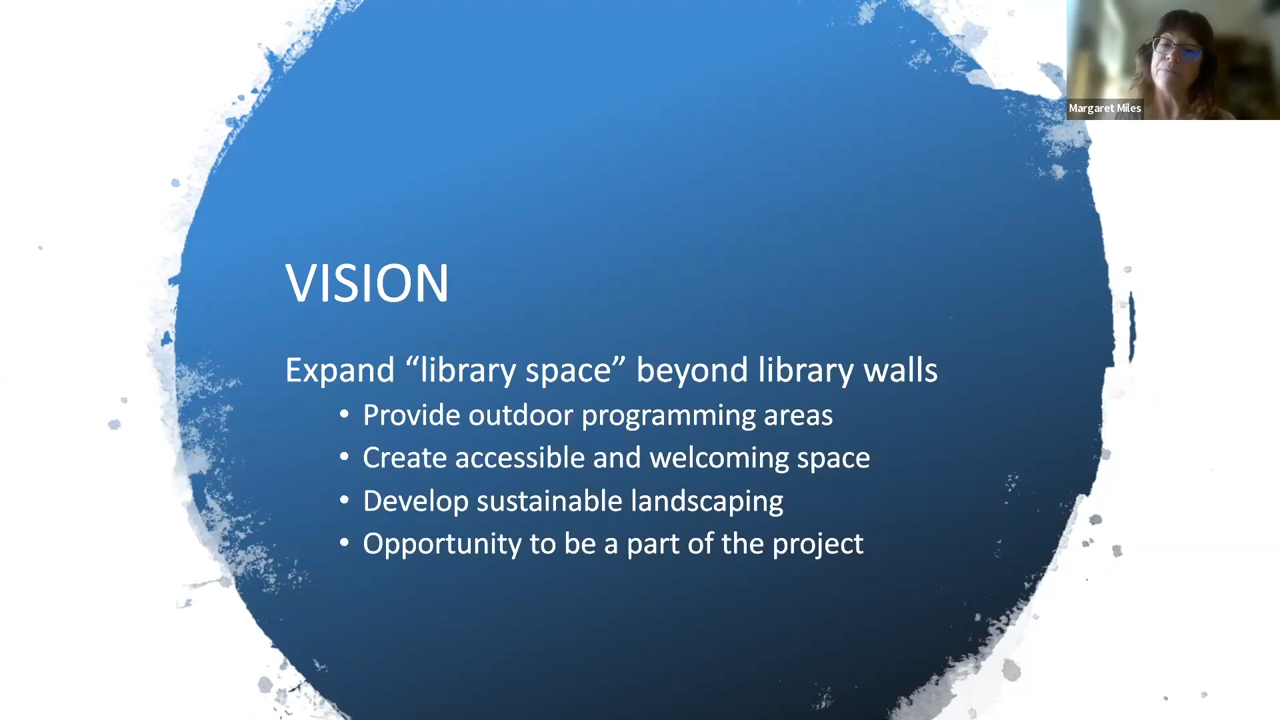 Margaret Miles
VISION
Expand “library space” beyond library walls
• Provide outdoor programming areas
• Create accessible and welcoming space
• Develop sustainable landscaping
• Opportunity to be a part of the project